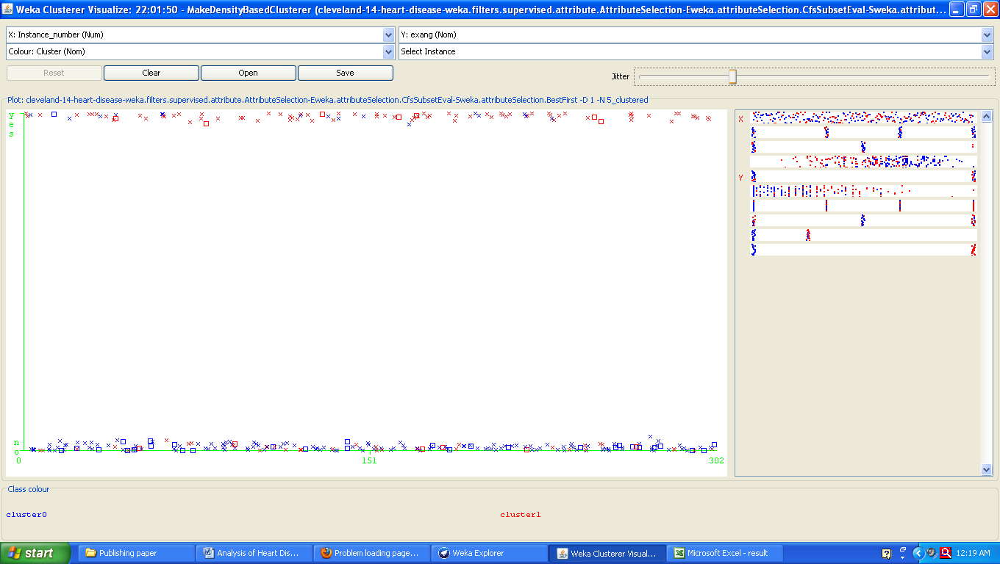 Weka Clusterer Visualize: 22:01:50 - MakeDensityBasedClusterer (cleveland-14-heart-disease-weka.filters.supervised.attribute.AttributeSelection-Eweka.attributeSelection.CfsSubsetEval-Sweka.attribut...
X: Instance_number (Num)
Y: exang (Nom)
Colour: Cluster (Nom)
Select Instance
Reset
Clear
Open
Save
Jitter
Plot: cleveland-14-heart-disease-weka.filters.supervised.attribute.AttributeSelection-Eweka.attributeSelection.CfsSubsetEval-Sweka.attributeSelection.BestFirst -D 1 -N 5_clustered
yes
no
0
151
302
X
Y
Class colour
cluster0
cluster1
start
Publishing paper
Analysis of Heart Dis...
Problem loading page...
Weka Explorer
Weka Clusterer Visual...
Microsoft Excel - result
12:19 AM